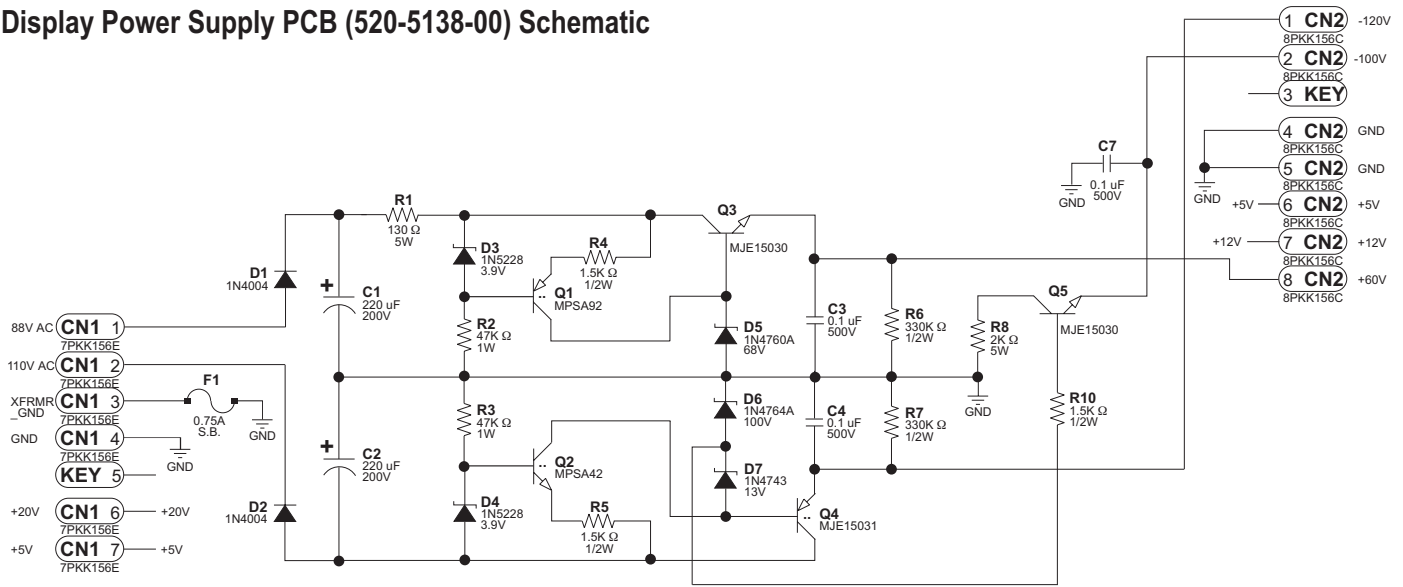 Display Power Supply PCB (520-5138-00) Schematic
1 CN2 -120V
8PKK156C
2 CN2 -100V
8PKK156C
3 KEY
4 CN2 GND
8PKK156C
5 CN2 GND
8PKK156C
GND
+5V 6 CN2 +5V
8PKK156C
+12V 7 CN2 +12V
8PKK156C
8 CN2 +60V
8PKK156C
C7
0.1 uF
500V
GND
R1
130 Ω
5W
D1
1N4004
C1
220 uF
200V
D3
1N5228
3.9V
R4
1.5K Ω
1/2W
Q1
MPSA92
R2
47K Ω
1W
Q3
MJE15030
D5
1N4760A
68V
C3
0.1 uF
500V
R6
330K Ω
1/2W
R8
2K Ω
5W
Q5
MJE15030
88V AC CN1 1
7PKK156E
110V AC CN1 2
7PKK156E
XFRMR
_GND
CN1 3
7PKK156E
F1
0.75A
S.B.
GND
GND CN1 4
7PKK156E
GND
KEY 5
+20V CN1 6 +20V
7PKK156E
+5V CN1 7 +5V
7PKK156E
D2
1N4004
C2
220 uF
200V
R3
47K Ω
1W
Q2
MPSA42
D4
1N5228
3.9V
R5
1.5K Ω
1/2W
D6
1N4764A
100V
D7
1N4743
13V
C4
0.1 uF
500V
R7
330K Ω
1/2W
GND
R10
1.5K Ω
1/2W
Q4
MJE15031